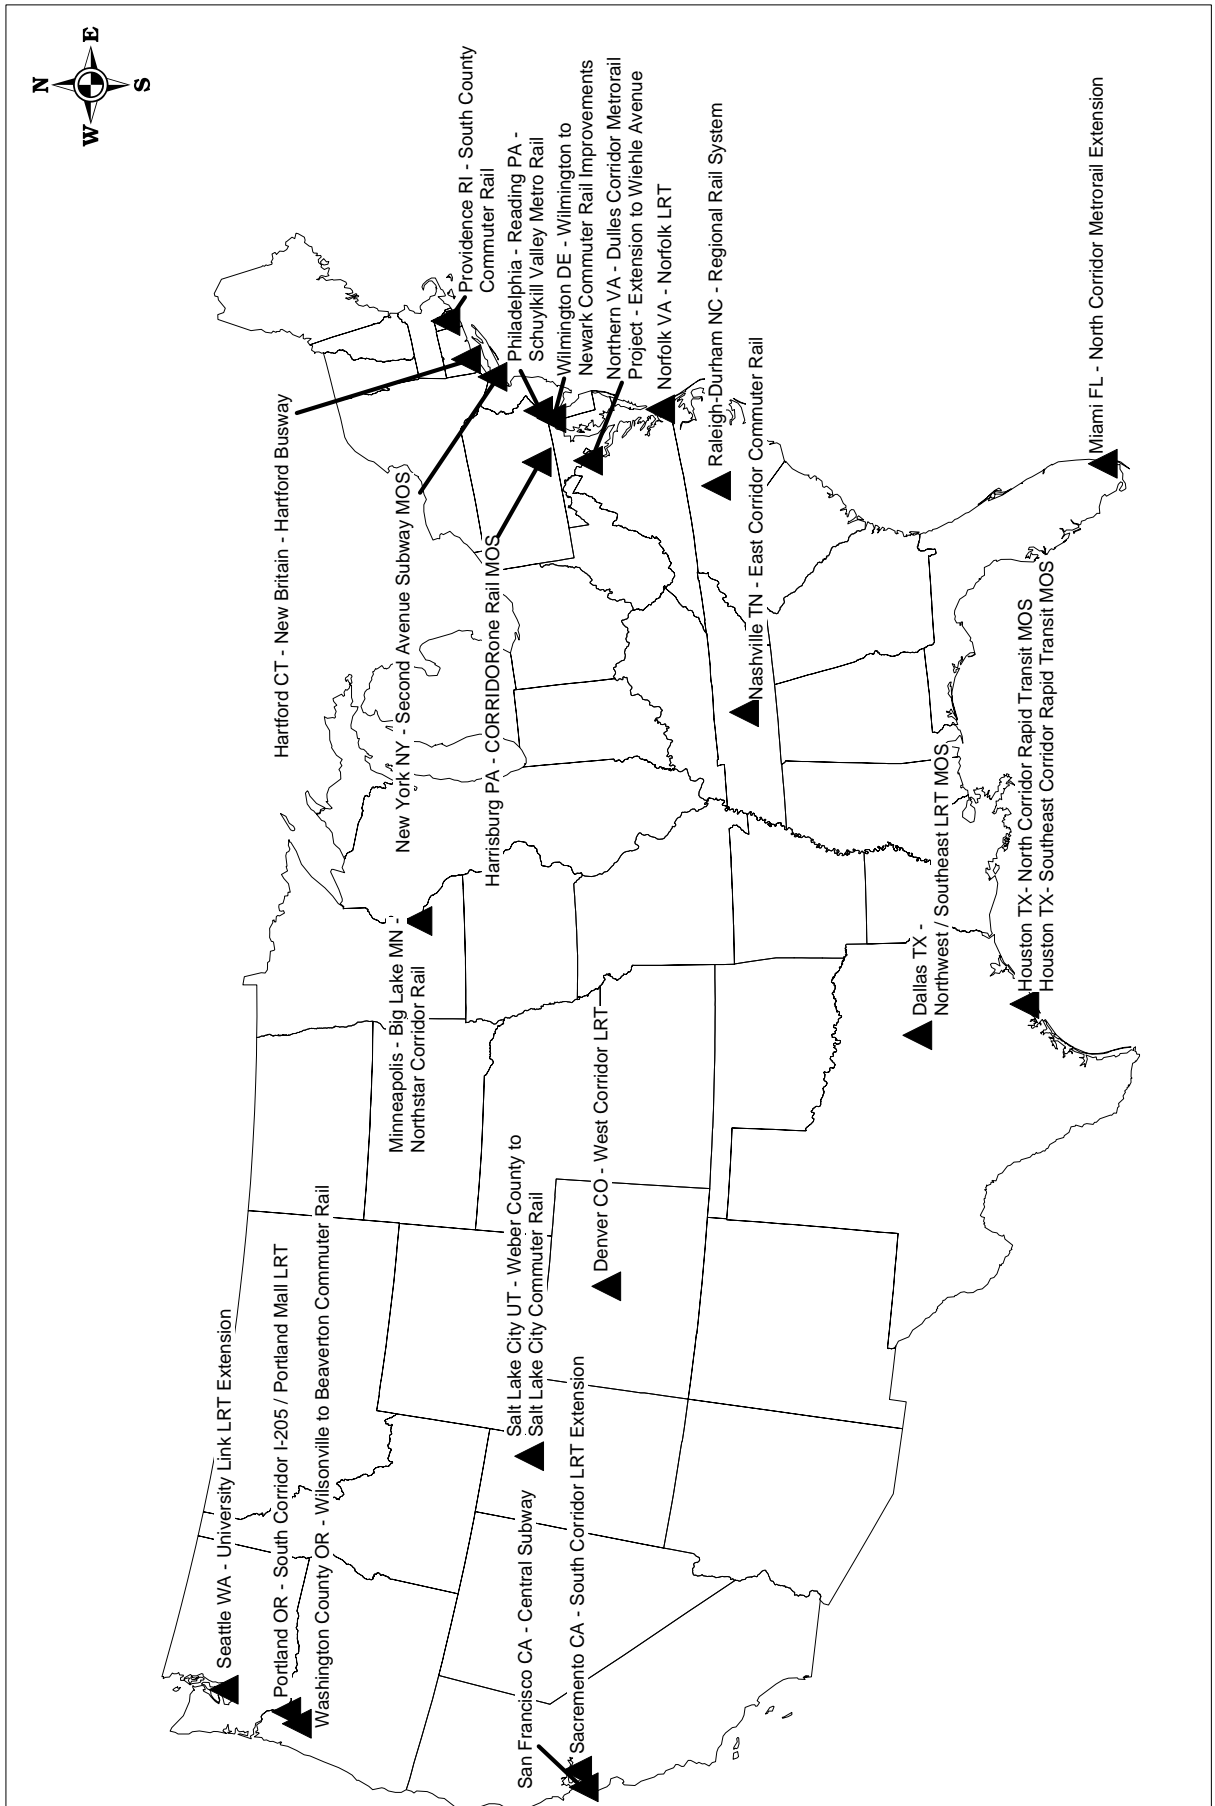 N
E
S
W
Seattle WA - University Link LRT Extension
Portland OR - South Corridor I-205 / Portland Mall LRT
Washington County OR - Wilsonville to Beaverton Commuter Rail
San Francisco CA - Central Subway
Sacremento CA - South Corridor LRT Extension
Salt Lake City UT - Weber County to
Salt Lake City Commuter Rail
Denver CO - West Corridor LRT
Minneapolis - Big Lake MN -
Northstar Corridor Rail
Dallas TX -
Northwest / Southeast LRT MOS
Houston TX- North Corridor Rapid Transit MOS
Houston TX- Southeast Corridor Rapid Transit MOS
Hartford CT - New Britain - Hartford Busway
New York NY - Second Avenue Subway MOS
Harrisburg PA - CORRIDORone Rail MOS
Nashville TN - East Corridor Commuter Rail
Providence RI - South County
Commuter Rail
Philadelphia - Reading PA -
Schuylkill Valley Metro Rail
Wilmington DE - Wilmington to
Newark Commuter Rail Improvements
Northern VA - Dulles Corridor Metrorail
Project - Extension to Wiehle Avenue
Norfolk VA - Norfolk LRT
Raleigh-Durham NC - Regional Rail System
Miami FL - North Corridor Metrorail Extension